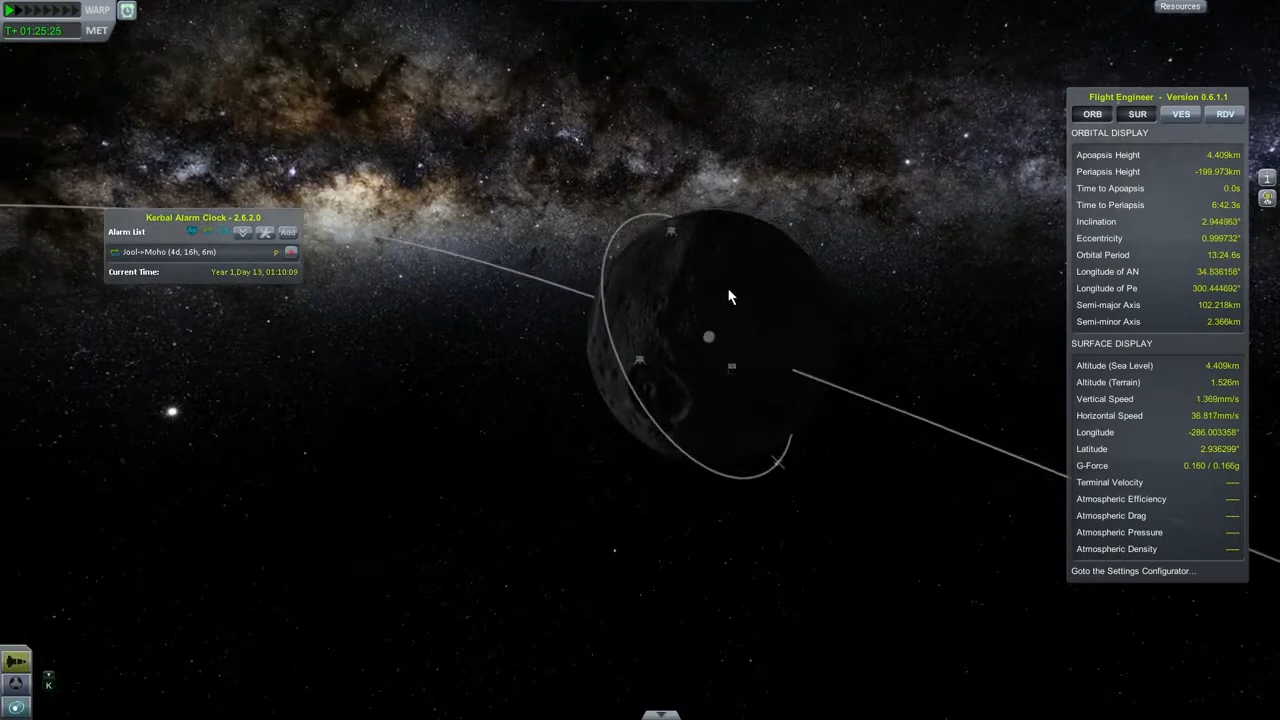 WARP
T+ 01:25:25
MET
Resources
Kerbal Alarm Clock - 2.6.2.0
Alarm List
Add
Jool->Moho (4d, 16h, 6m)
P
Current Time: Year 1,Day 13, 01:10:09
Flight Engineer - Version 0.6.1.1
ORB SUR VES RDV
ORBITAL DISPLAY
Apoapsis Height 4.409km
Periapsis Height -199.973km
Time to Apoapsis 0.0s
Time to Periapsis 6:42.3s
Inclination 2.944963°
Eccentricity 0.999732°
Orbital Period 13:24.6s
Longitude of AN 34.836158°
Longitude of Pe 300.444692°
Semi-major Axis 102.218km
Semi-minor Axis 2.366km
SURFACE DISPLAY
Altitude (Sea Level) 4.409km
Altitude (Terrain) 1.526m
Vertical Speed 1.369mm/s
Horizontal Speed 36.817mm/s
Longitude -286.003358°
Latitude 2.936299°
G-Force 0.160 / 0.166g
Terminal Velocity -----
Atmospheric Efficiency -----
Atmospheric Drag -----
Atmospheric Pressure -----
Atmospheric Density -----
Goto the Settings Configurator...
K